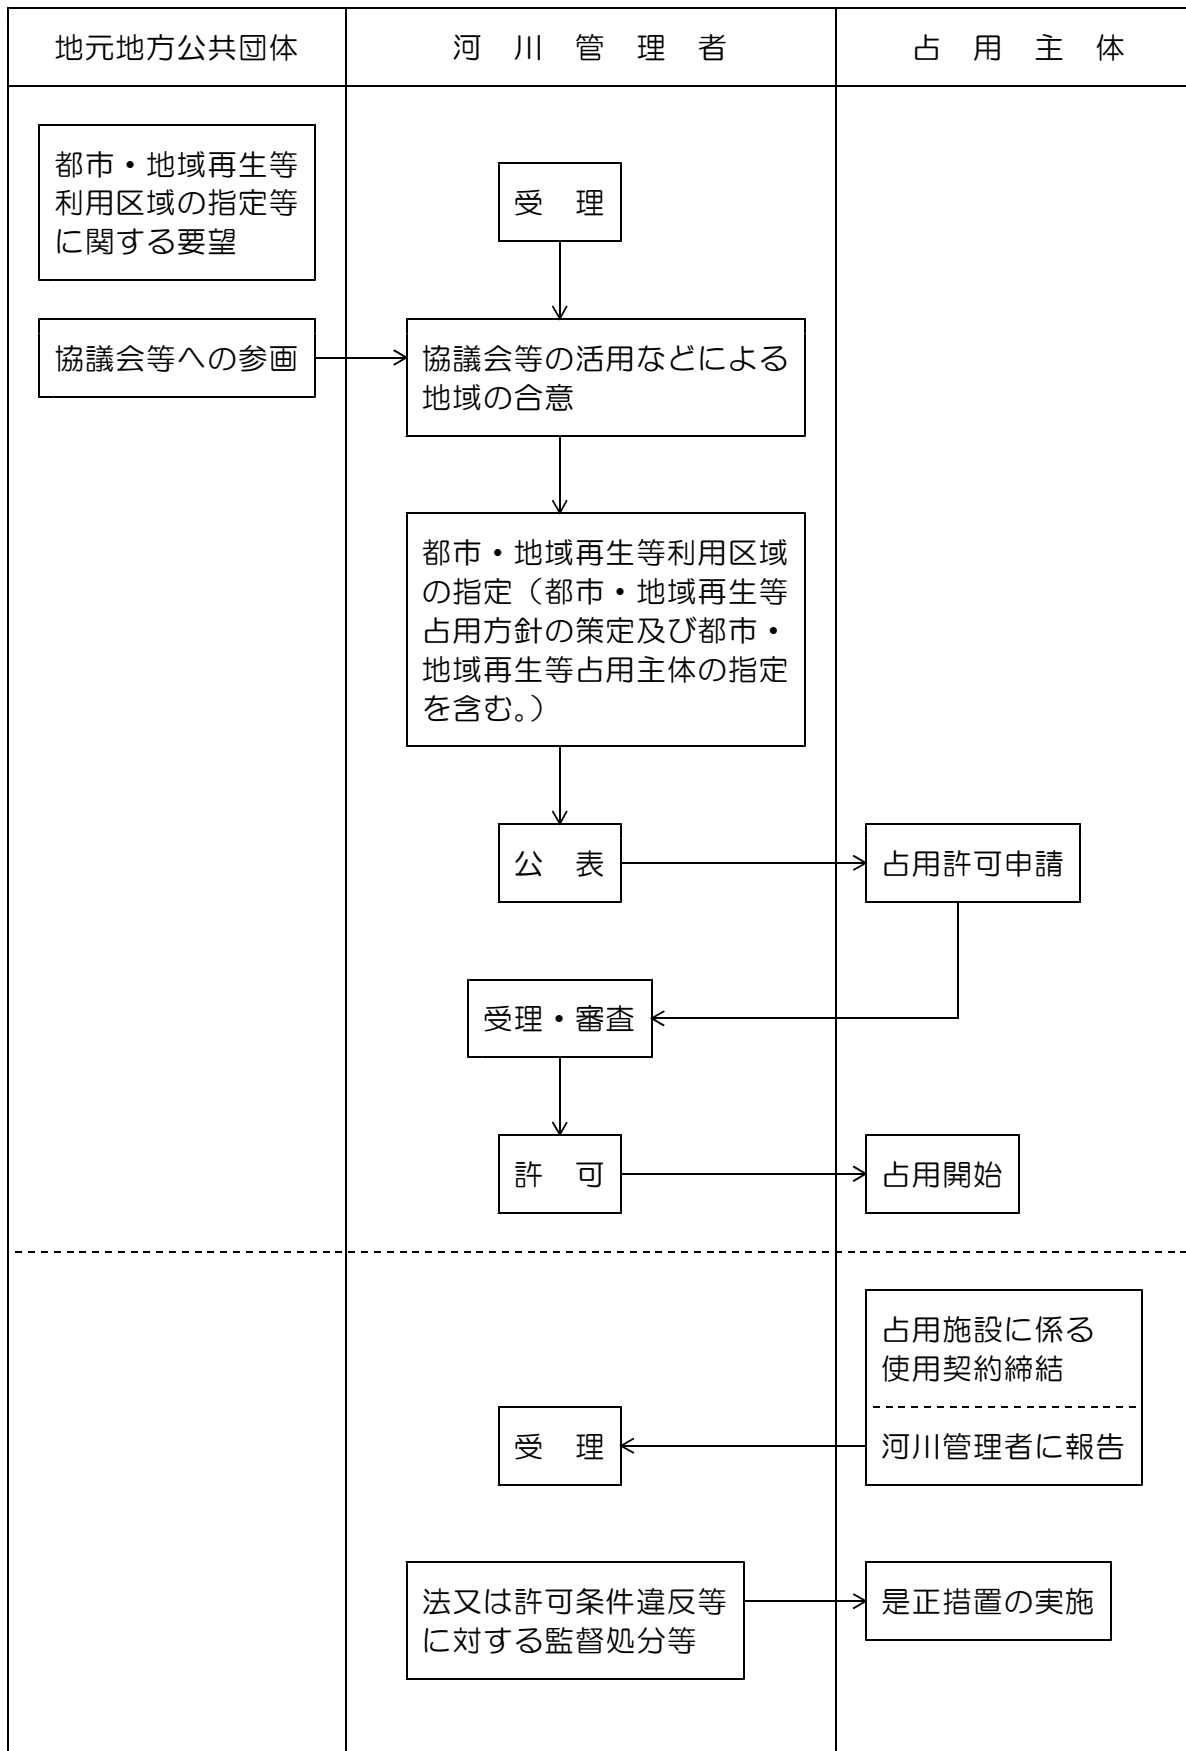 地元地方公共団体
河川管理者
占用主体
都市・地域再生等
利用区域の指定等
に関する要望
受理
協議会等への参画
協議会等の活用などによる
地域の合意
都市・地域再生等利用区域
の指定（都市・地域再生等
占用方針の策定及び都市・
地域再生等占用主体の指定
を含む。）
公表
占用許可申請
受理・審査
許可
占用開始
占用施設に係る
使用契約締結
河川管理者に報告
受理
法又は許可条件違反等
に対する監督処分等
是正措置の実施